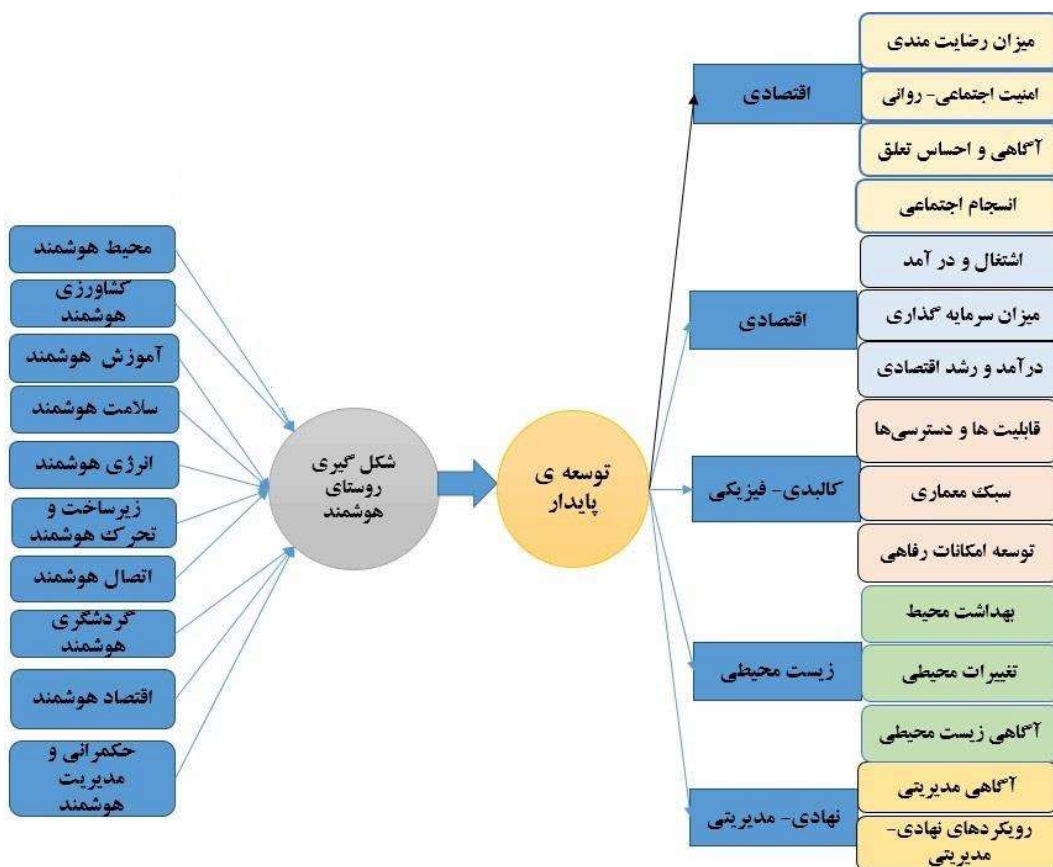 میزان رضایت مندی
امنیت اجتماعی- روانی
آگاهی و احساس تعلق
انسجام اجتماعی
اقتصادی
اشتغال و در آمد
میزان سرمایه گذاری
درآمد و رشد اقتصادی
اقتصادی
قابلیت ها و دسترسی‌ها
سبک معماری
توسعه امکانات رفاهی
کالبدی- فیزیکی
بهداشت محیط
تغییرات محیطی
آگاهی زیست محیطی
زیست محیطی
آگاهی مدیریتی
رویکردهای نهادی-
مدیریتی
نهادی- مدیریتی
توسعه ی
پایدار
شکل گیری
روستای
هوشمند
محیط هوشمند
کشاورزی
هوشمند
آموزش هوشمند
سلامت هوشمند
انرژی هوشمند
زیرساخت و
تحرک هوشمند
اتصال هوشمند
گردشگری
هوشمند
اقتصاد هوشمند
حکمرانی و
مدیریت
هوشمند